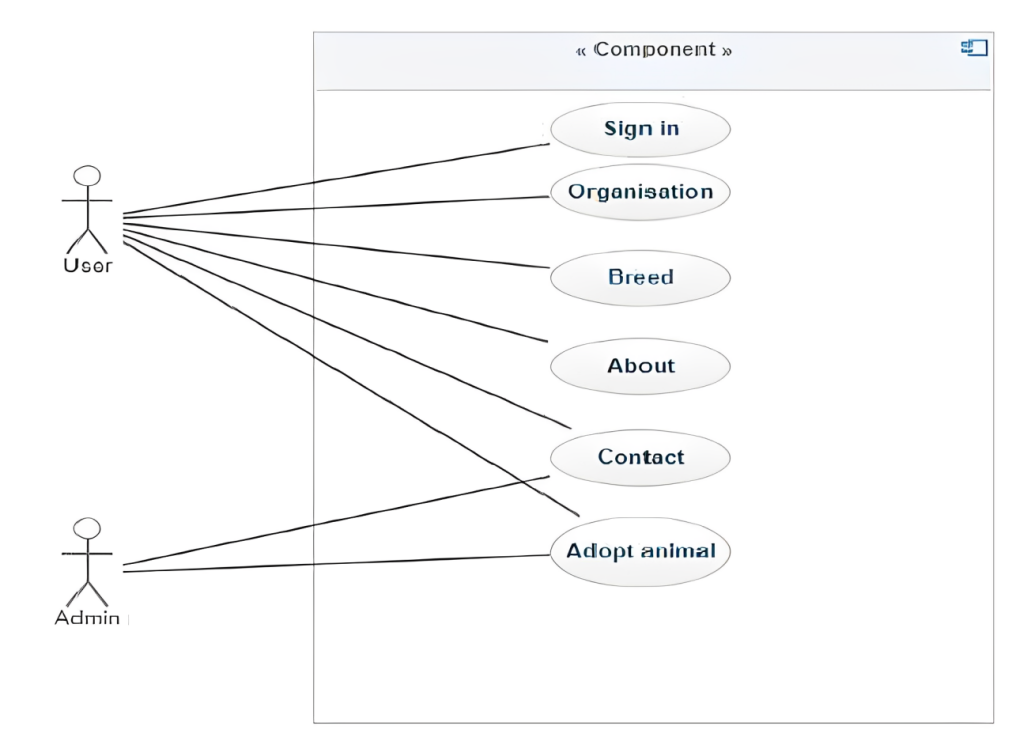 « Component »
Sign in
Organisation
Breed
User
About
Contact
Adopt animal
Admin